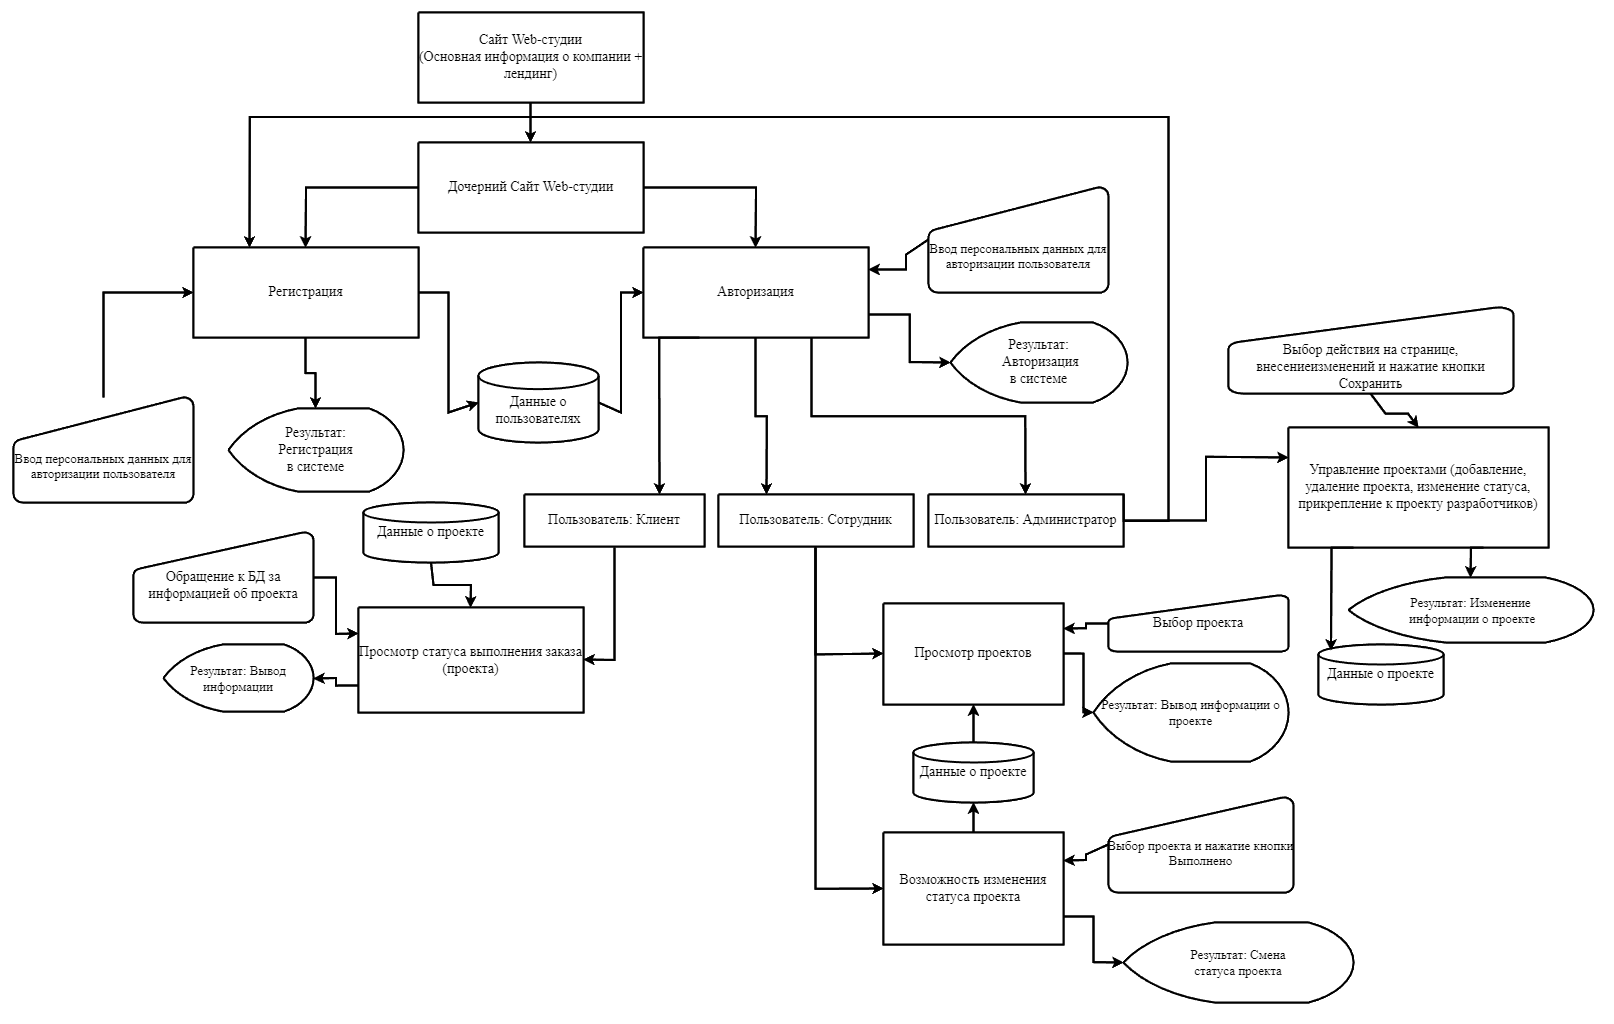 Сайт Web-студии
(Основная информация о компании +
лендинг)
Дочерний Сайт Web-студии
Регистрация
Авторизация
Ввод персональных данных для
авторизации пользователя
Результат:
Авторизация
в системе
Выбор действия на странице,
внесениеизменений и нажатие кнопки
Сохранить
Данные о
пользователях
Ввод персональных данных для
авторизации пользователя
Результат:
Регистрация
в системе
Управление проектами (добавление,
удаление проекта, изменение статуса,
прикрепление к проекту разработчиков)
Пользователь: Клиент
Пользователь: Сотрудник
Пользователь: Администратор
Данные о проекте
Обращение к БД за
информацией об проекта
Просмотр статуса выполнения заказа
(проекта)
Результат: Вывод
информации
Просмотр проектов
Выбор проекта
Результат: Изменение
информации о проекте
Данные о проекте
Результат: Вывод информации о
проекте
Данные о проекте
Возможность изменения
статуса проекта
Выбор проекта и нажатие кнопки
Выполнено
Результат: Смена
статуса проекта